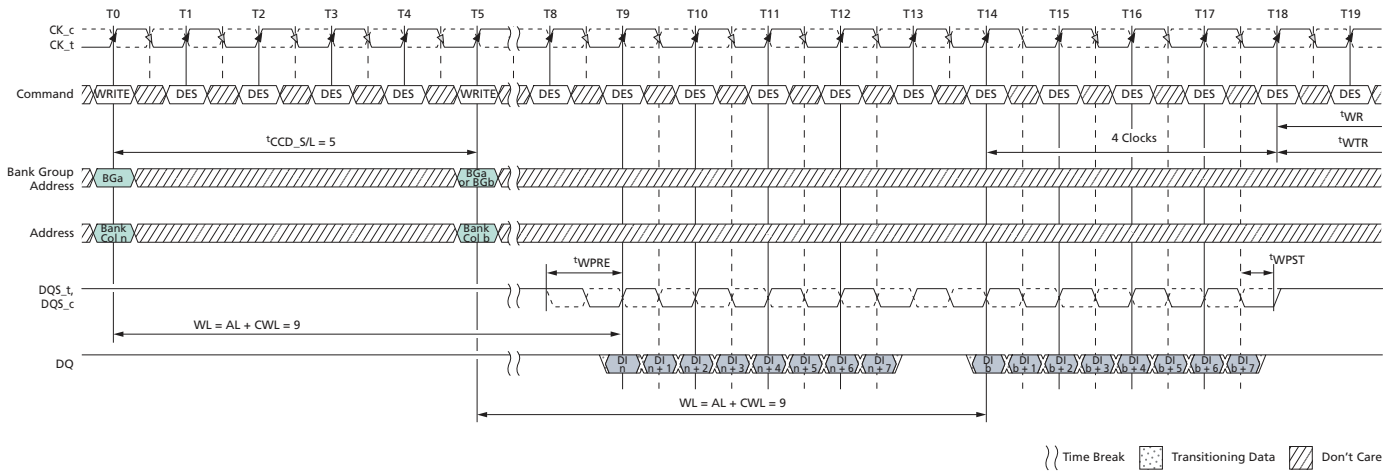 T0 T1 T2 T3 T4 T5 T8 T9 T10 T11 T12 T13 T14 T15 T16 T17 T18 T19
CK_c
CK_t
Command WRITE DES DES DES DES WRITE DES DES DES DES DES DES DES DES DES DES DES DES
tWR
tCCD_S/L = 5
4 Clocks
tWTR
Bank Group
Address
BGa
BGa
or BGb
Address
Bank
Col n
Bank
Col b
tWPRE
tWPST
DQS_t,
DQS_c
WL = AL + CWL = 9
DQ
DI
n
DI
n + 1
DI
n + 2
DI
n + 3
DI
n + 4
DI
n + 5
DI
n + 6
DI
n + 7
DI
b
DI
b + 1
DI
b + 2
DI
b + 3
DI
b + 4
DI
b + 5
DI
b + 6
DI
b + 7
WL = AL + CWL = 9
Time Break
Transitioning Data
Don't Care